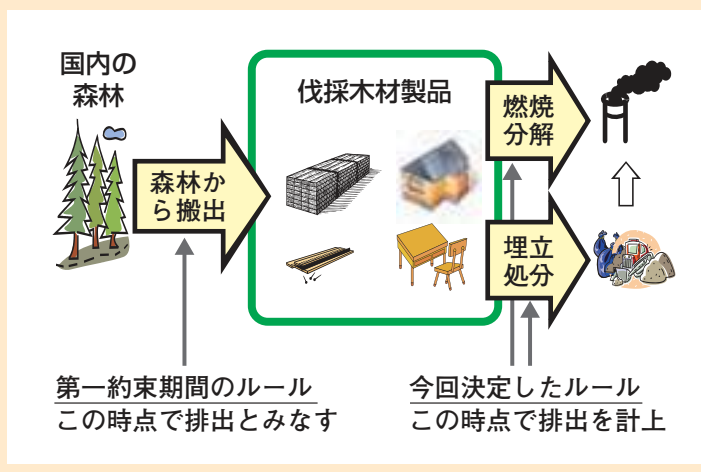 国内の
森林
伐採木材製品
森林か
ら搬出
燃焼
分解
埋立
処分
第一約束期間のルール
この時点で排出とみなす
今回決定したルール
この時点で排出を計上